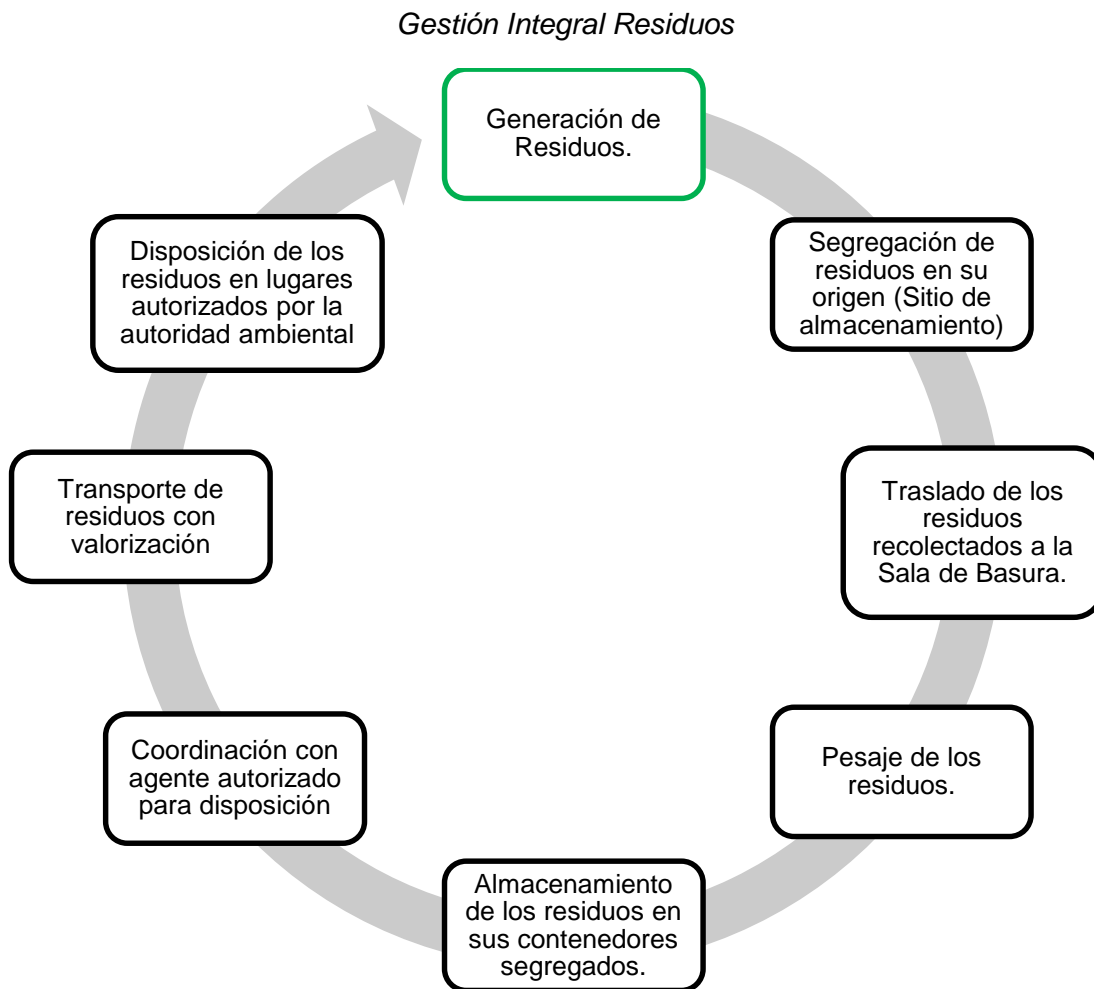 Gestión Integral Residuos
Generación de
Residuos.
Segregación de
residuos en su
origen (Sitio de
almacenamiento)
Traslado de los
residuos
recolectados a la
Sala de Basura.
Pesaje de los
residuos.
Almacenamiento
de los residuos en
sus contenedores
segregados.
Coordinación con
agente autorizado
para disposición
Transporte de
residuos con
valorización
Disposición de los
residuos en lugares
autorizados por la
autoridad ambiental